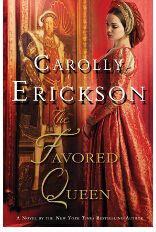 CAROLLY
ERICKSON
The
FAVORED
QUEEN
A NOVEL BY THE NEW YORK TIMES BESTSELLING AUTHOR